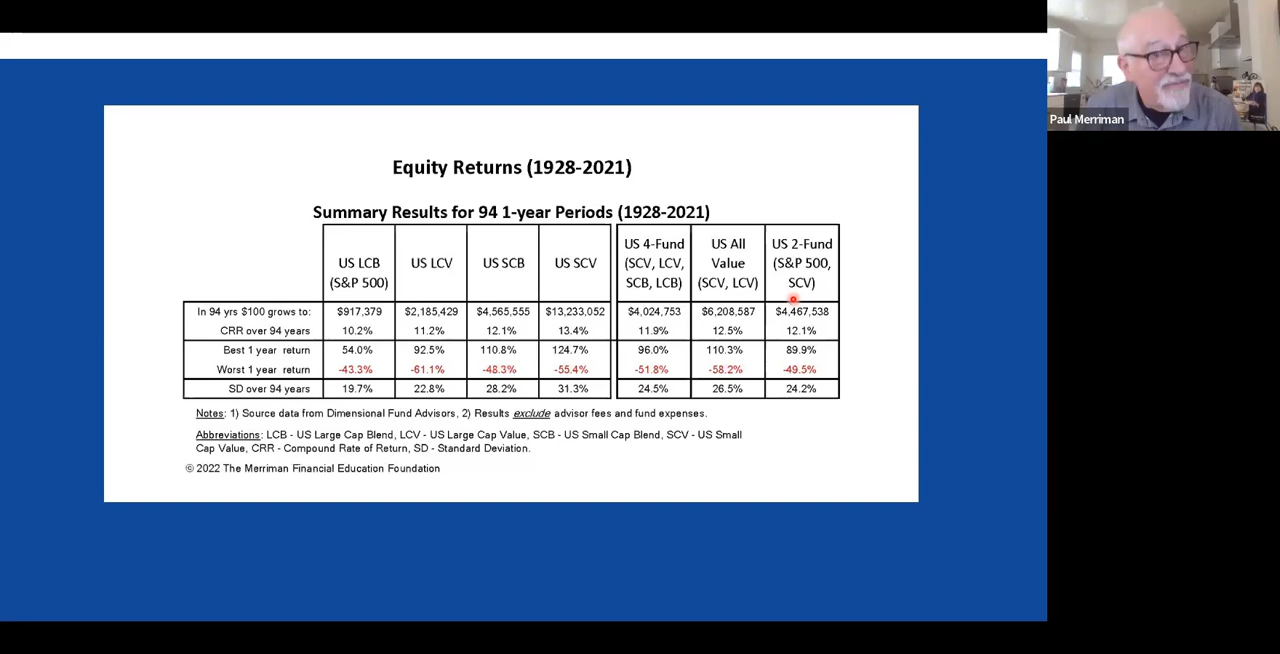 Paul Merriman
Equity Returns (1928-2021)
Summary Results for 94 1-year Periods (1928-2021)
US LCB (S&P 500) US LCV US SCB US SCV US 4-Fund (SCV, LCV, SCB, LCB) US All Value (SCV, LCV) US 2-Fund (S&P 500, SCV)
In 94 yrs $100 grows to: $917,379 $2,185,429 $4,565,555 $13,233,052 $4,024,753 $6,208,587 $4,467,538
CRR over 94 years 10.2% 11.2% 12.1% 13.4% 11.9% 12.5% 12.1%
Best 1 year return 54.0% 92.5% 110.8% 124.7% 96.0% 110.3% 89.9%
Worst 1 year return -43.3% -61.1% -48.3% -55.4% -51.8% -58.2% -49.5%
SD over 94 years 19.7% 22.8% 28.2% 31.3% 24.5% 26.5% 24.2%
Notes: 1) Source data from Dimensional Fund Advisors, 2) Results exclude advisor fees and fund expenses.
Abbreviations: LCB - US Large Cap Blend, LCV - US Large Cap Value, SCB - US Small Cap Blend, SCV - US Small
Cap Value, CRR - Compound Rate of Return, SD - Standard Deviation.
© 2022 The Merriman Financial Education Foundation